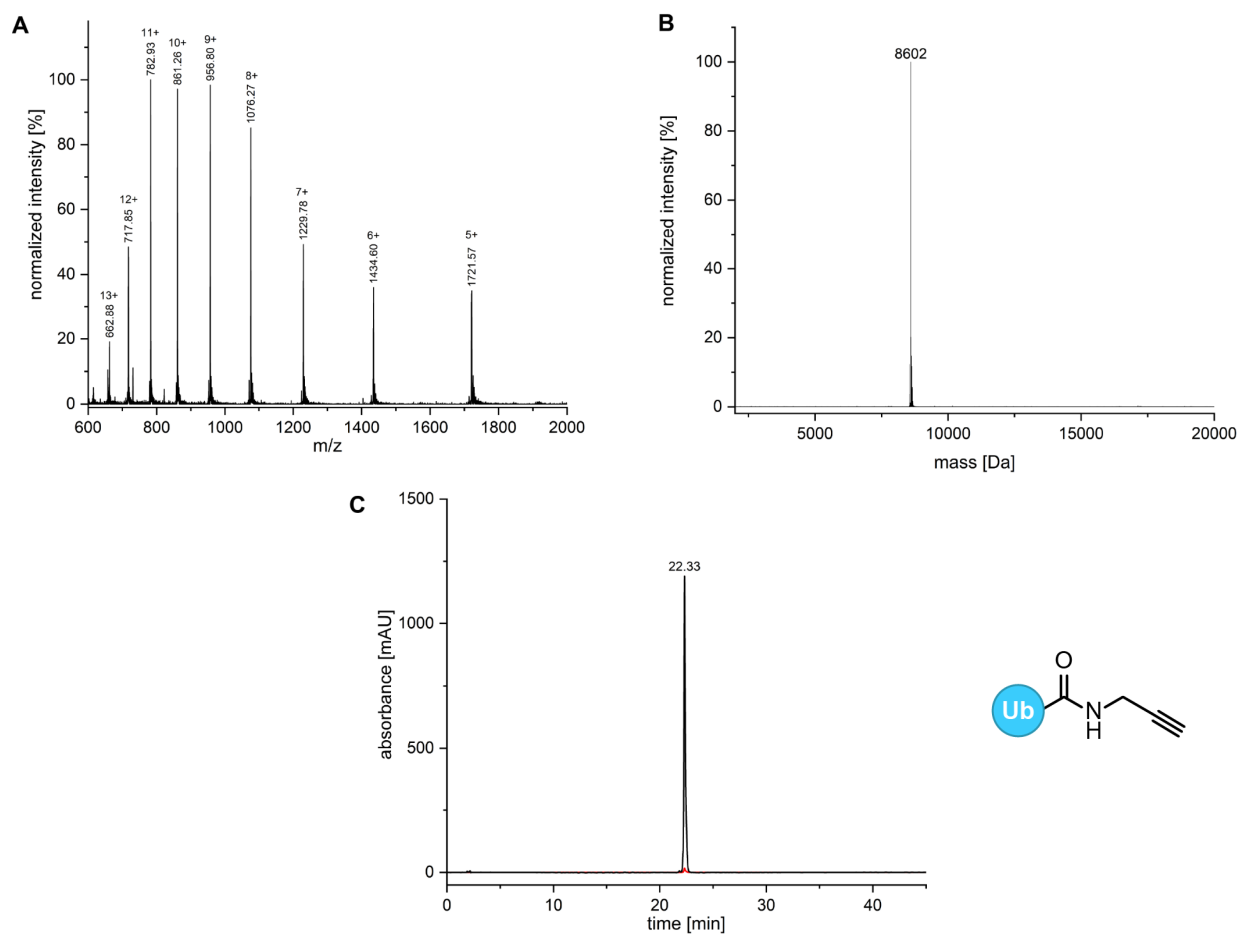 A
13+
662.88
12+
717.85
11+
782.93
10+
861.26
9+
956.80
8+
1076.27
7+
1229.78
6+
1434.60
5+
1721.57
100
80
60
40
20
0
normalized intensity [%]
600 800 1000 1200 1400 1600 1800 2000
m/z
B
8602
100
80
60
40
20
0
normalized intensity [%]
5000 10000 15000 20000
mass [Da]
C
22.33
1500
1000
500
0
absorbance [mAU]
0 10 20 30 40
time [min]
Ub
O
N
H